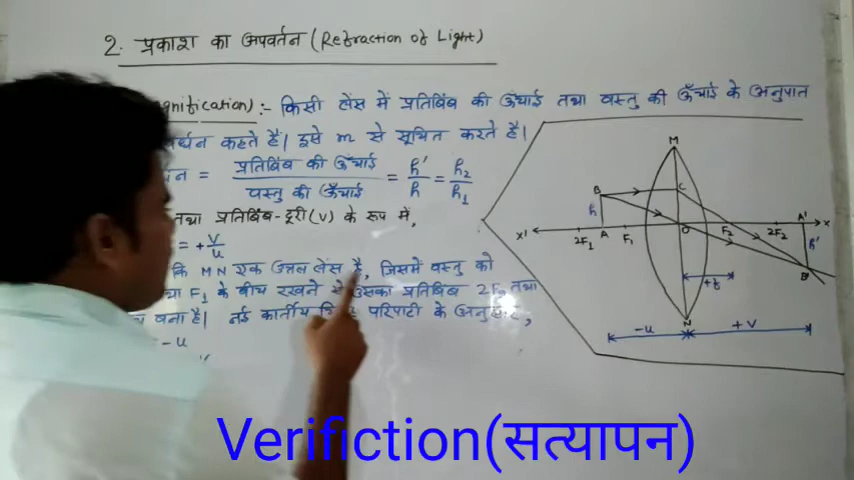 2. प्रकाश का अपवर्तन (Refraction of Light)
gnification) :- किसी लेंस में प्रतिबिंब की ऊँचाई तथा वस्तु की ऊँचाई के अनुपात
र्धन कहते हैं। इसे m से सूचित करते हैं।
न = प्रतिबिंब की ऊँचाई / वस्तु की ऊँचाई = h'/h = h2/h1
तथा प्रतिबिंब-दूरी (v) के रूप में,
= +v/u
कि MN एक उत्तल लेंस है, जिसमें वस्तु को
F1 के बीच रखने से उसका प्रतिबिंब 2F2 तथा
बना है। नई कार्तीय परिपाटी के अनुसार,
-u
M
B C
h
X' 2F1 A F1 O F2 2F2 A' X
h'
B'
+f
N
-u +v
Verifiction(सत्यापन)